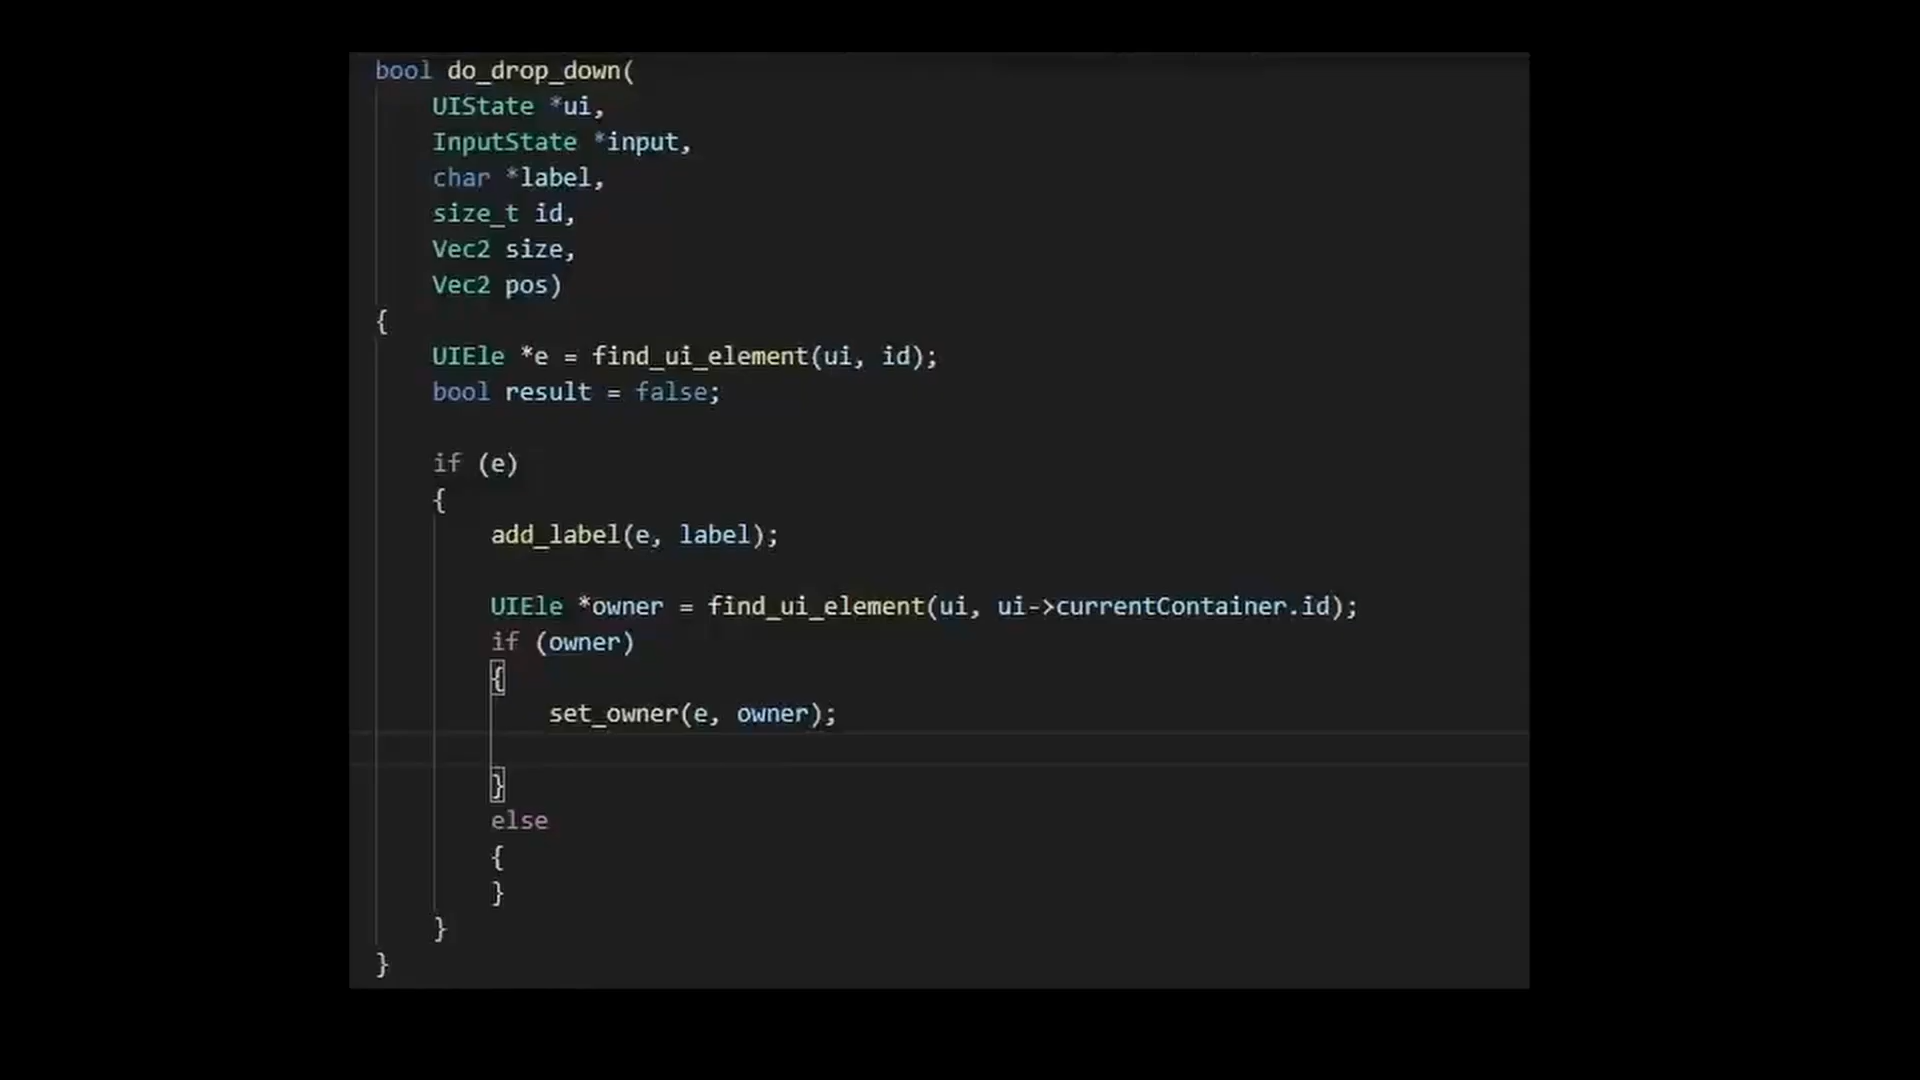 bool do_drop_down(
    UIState *ui,
    InputState *input,
    char *label,
    size_t id,
    Vec2 size,
    Vec2 pos)
{
    UIEle *e = find_ui_element(ui, id);
    bool result = false;

    if (e)
    {
        add_label(e, label);

        UIEle *owner = find_ui_element(ui, ui->currentContainer.id);
        if (owner)
        {
            set_owner(e, owner);

        }
        else
        {
        }
    }
}